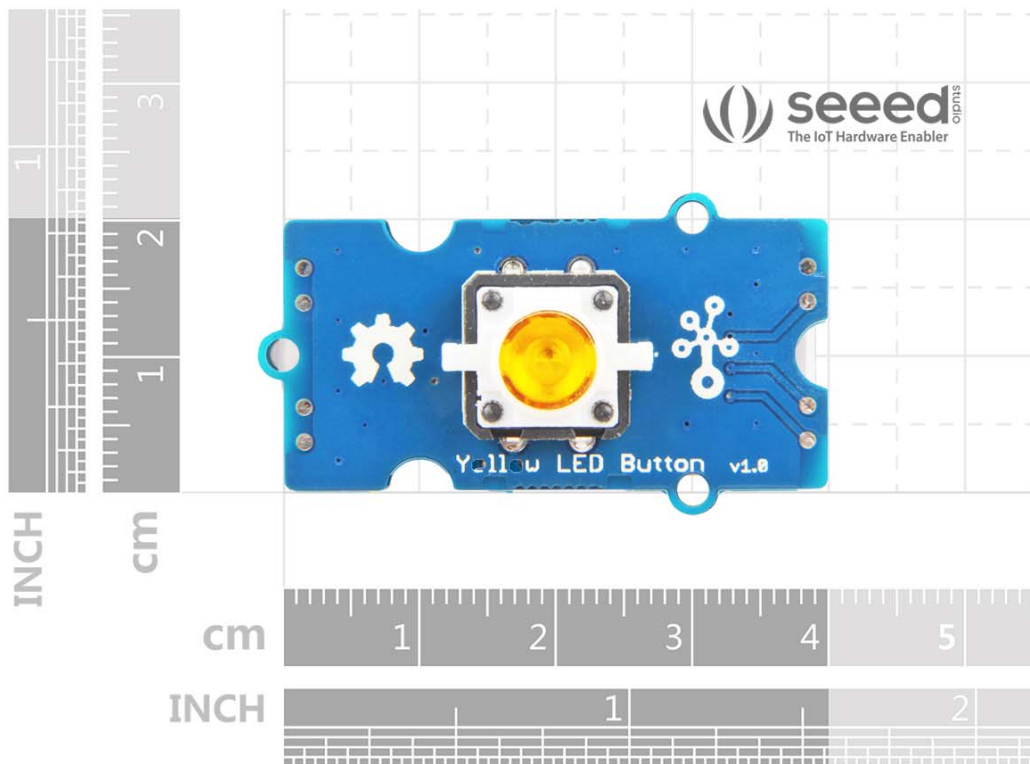 seeed
studio
The IoT Hardware Enabler
3
1
2
1
Yellow LED Button v1.0
INCH
cm
cm
1 2 3 4 5
INCH
1 2